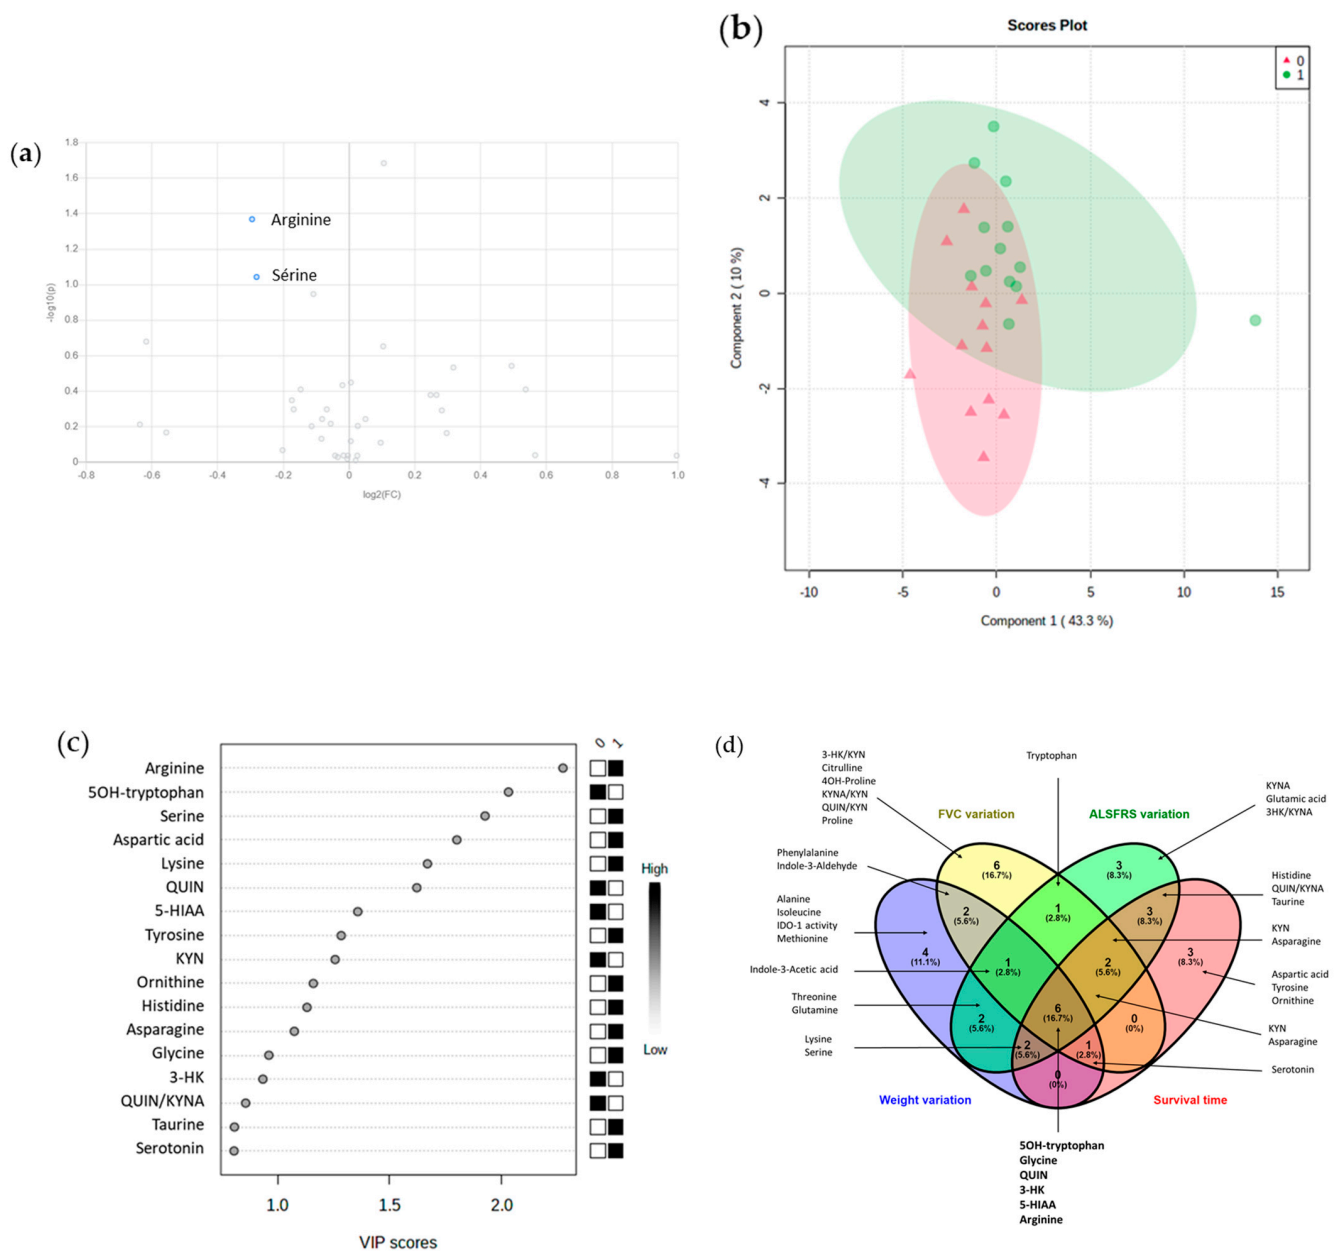 (a)
1.8
1.6
1.4
1.2
1.0
0.8
0.6
0.4
0.2
0
-log10(p)
Arginine
Sérine
-0.8
-0.6
-0.4
-0.2
0
0.2
0.4
0.6
0.8
1.0
log2(FC)
(b)
Scores Plot
0
1
4
2
0
-2
-4
Component 2 ( 10 %)
-10
-5
0
5
10
15
Component 1 ( 43.3 %)
(c)
0
1
Arginine
5OH-tryptophan
Serine
Aspartic acid
Lysine
QUIN
5-HIAA
Tyrosine
KYN
Ornithine
Histidine
Asparagine
Glycine
3-HK
QUIN/KYNA
Taurine
Serotonin
High
Low
1.0
1.5
2.0
VIP scores
(d)
3-HK/KYN
Citrulline
4OH-Proline
KYNA/KYN
QUIN/KYN
Proline
Tryptophan
KYNA
Glutamic acid
3HK/KYNA
FVC variation
ALSFRS variation
Phenylalanine
Indole-3-Aldehyde
Alanine
Isoleucine
IDO-1 activity
Methionine
Indole-3-Acetic acid
Threonine
Glutamine
Lysine
Serine
Histidine
QUIN/KYNA
Taurine
KYN
Asparagine
Aspartic acid
Tyrosine
Ornithine
KYN
Asparagine
Serotonin
6
(16.7%)
3
(8.3%)
2
(5.6%)
1
(2.8%)
3
(8.3%)
4
(11.1%)
1
(2.8%)
2
(5.6%)
3
(8.3%)
2
(5.6%)
6
(16.7%)
0
(0%)
2
(5.6%)
1
(2.8%)
0
(0%)
Weight variation
Survival time
5OH-tryptophan
Glycine
QUIN
3-HK
5-HIAA
Arginine